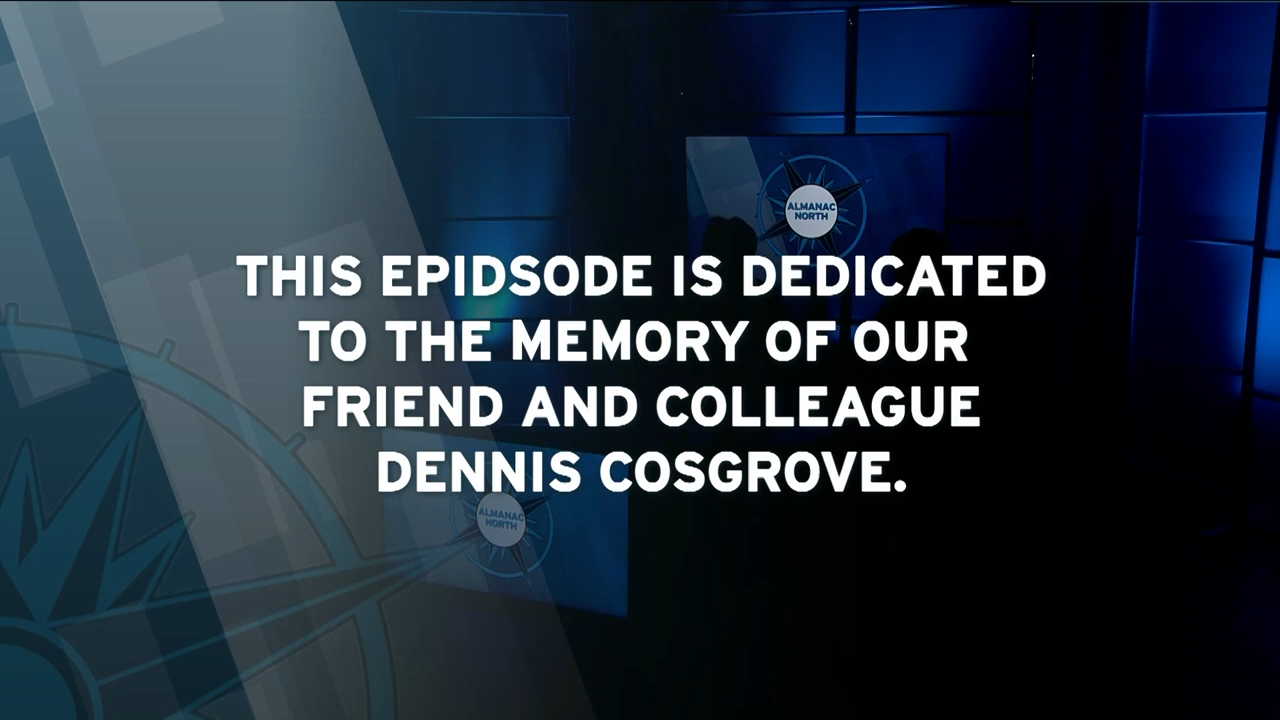 ALMANAC
NORTH
THIS EPIDSODE IS DEDICATED
TO THE MEMORY OF OUR
FRIEND AND COLLEAGUE
DENNIS COSGROVE.
ALMANAC
NORTH